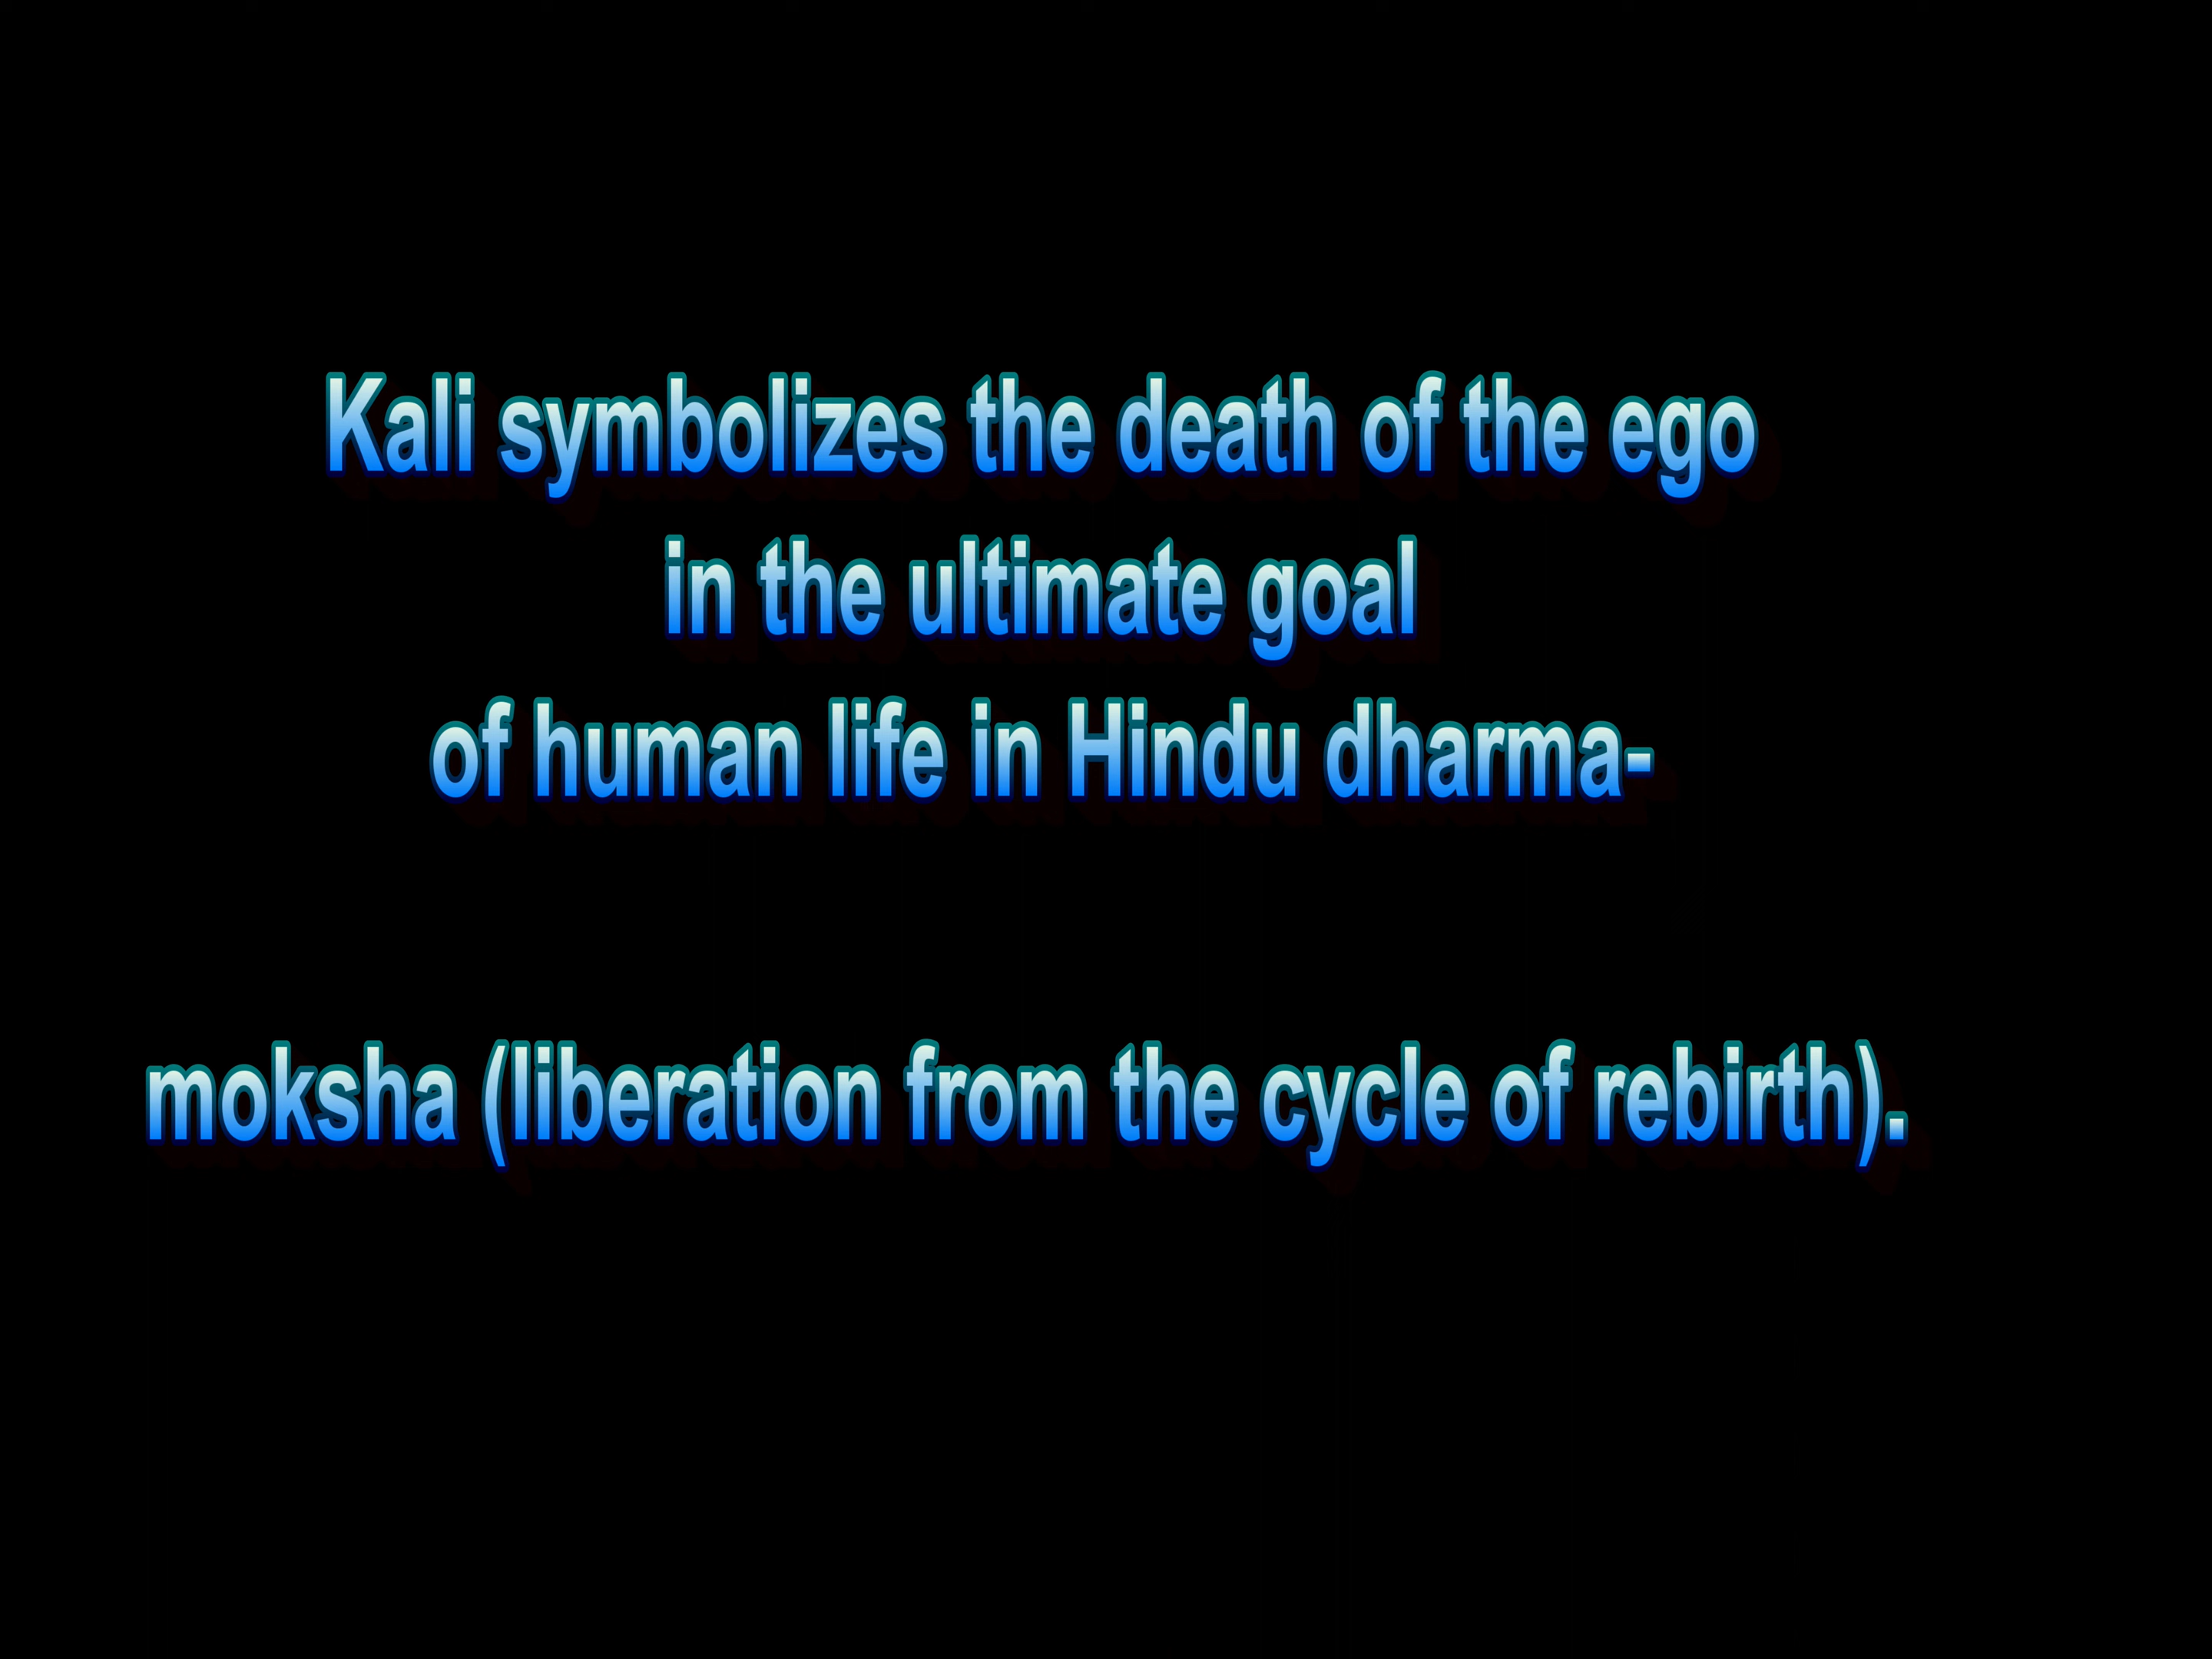 Kali symbolizes the death of the ego
in the ultimate goal
of human life in Hindu dharma-
moksha (liberation from the cycle of rebirth).